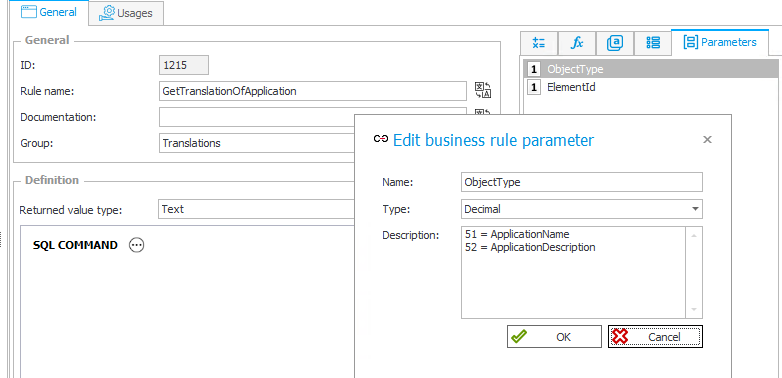 General
Usages
General
ID:
1215
Rule name:
GetTranslationOfApplication
Documentation:
Group:
Translations
Definition
Returned value type:
Text
SQL COMMAND
Parameters
1 ObjectType
1 ElementId
Edit business rule parameter
Name:
ObjectType
Type:
Decimal
Description:
51 = ApplicationName
52 = ApplicationDescription
OK
Cancel